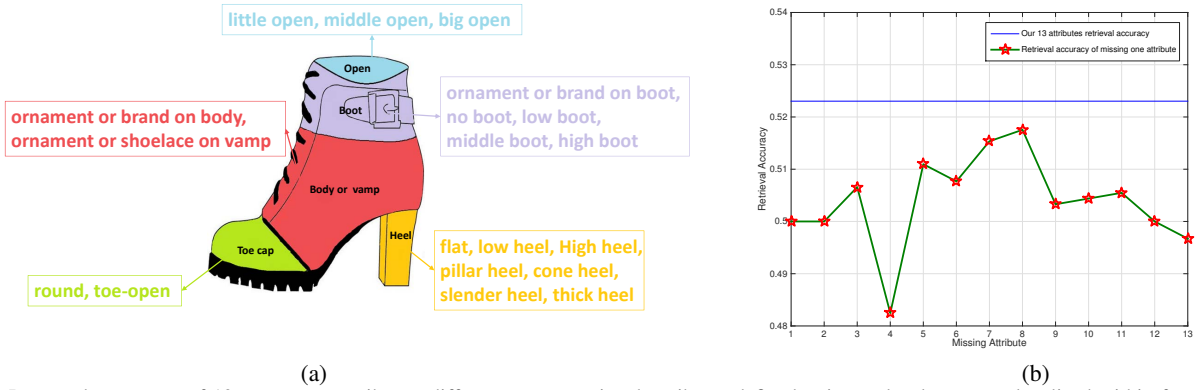 little open, middle open, big open
Open
Boot
ornament or brand on boot,
no boot, low boot,
middle boot, high boot
ornament or brand on body,
ornament or shoelace on vamp
Body or vamp
Toe cap
Heel
flat, low heel, High heel,
pillar heel, cone heel,
slender heel, thick heel
round, toe-open
(a)
0.54
0.53
0.52
0.51
0.5
0.49
0.48
Retrieval Accuracy
Our 13 attributes retrieval accuracy
Retrieval accuracy of missing one attribute
1 2 3 4 5 6 7 8 9 10 11 12 13
Missing Attribute
(b)